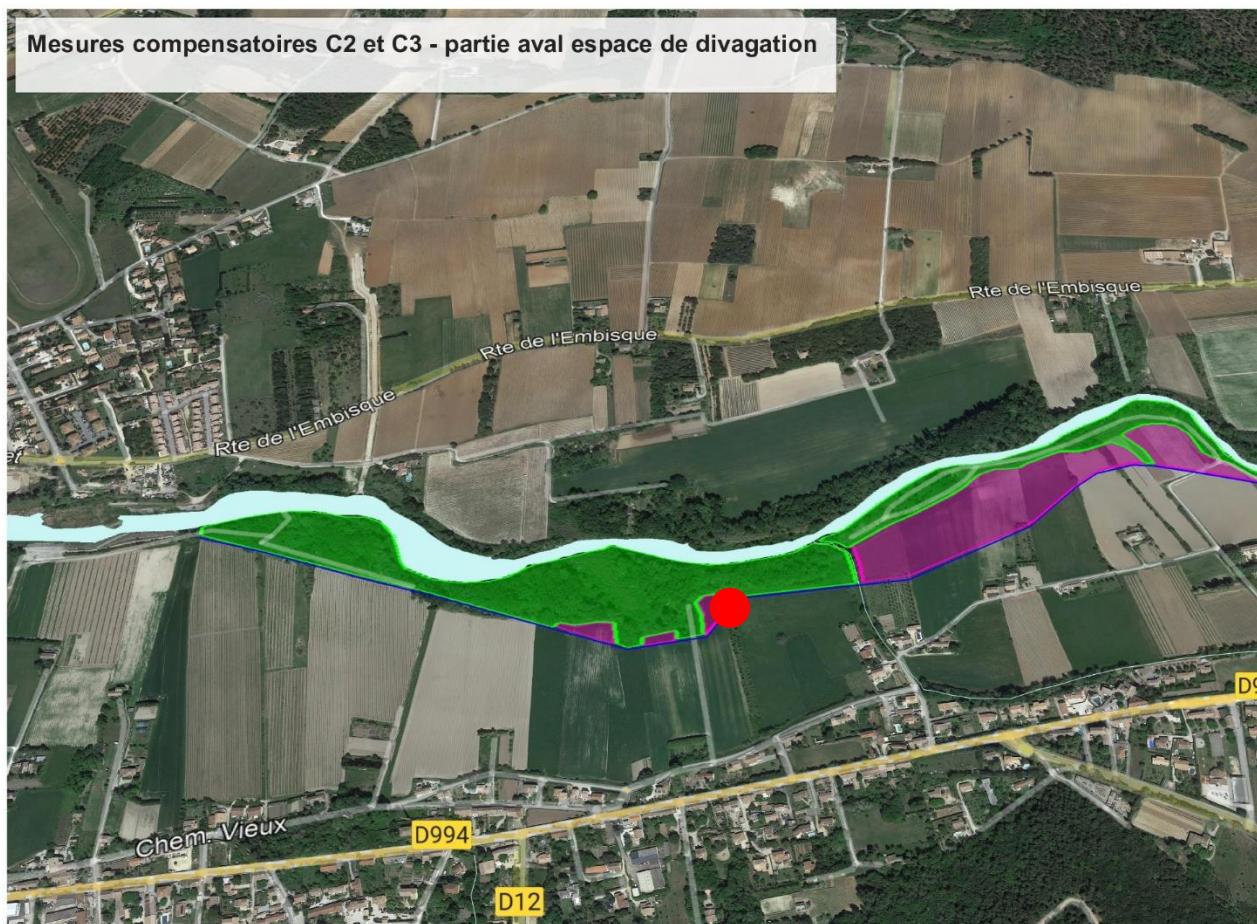 Mesures compensatoires C2 et C3 - partie aval espace de divagation
Rte de l'Embisque
Rte de l'Embisque
Rte de l'Embisque
Chem. Vieux
D994
D12